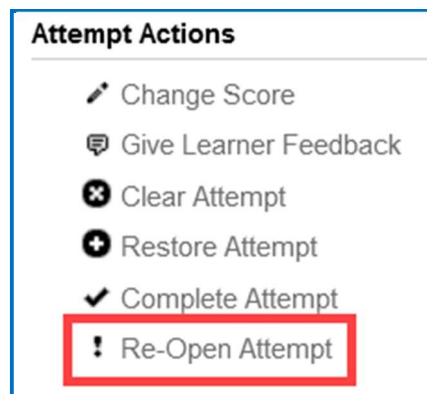 Attempt Actions
Change Score
Give Learner Feedback
Clear Attempt
Restore Attempt
Complete Attempt
Re-Open Attempt